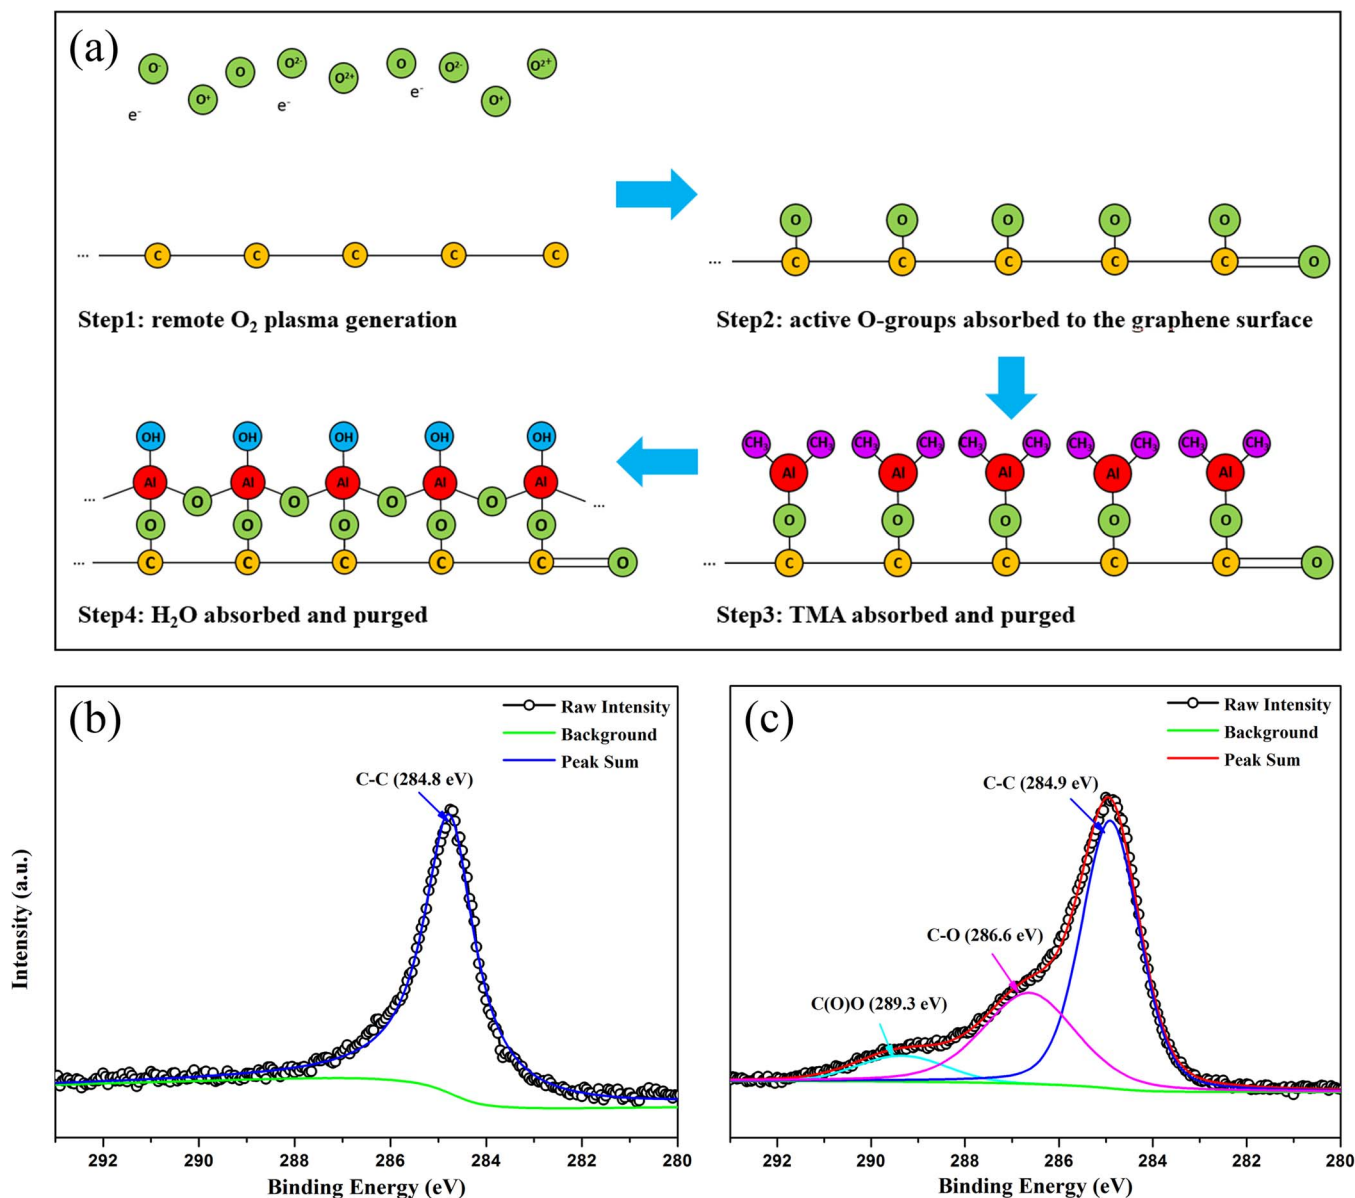 (a)
O⁻ O⁺ O O²⁻ O²⁺ O O²⁻ O⁺ O²⁺
e⁻ e⁻ e⁻
... C C C C C
Step1: remote O₂ plasma generation
O O O O O
... C C C C C O
Step2: active O-groups absorbed to the graphene surface
OH OH OH OH OH
Al Al Al Al Al
... O O O O ...
O O O O O
... C C C C C O
Step4: H₂O absorbed and purged
CH₃ CH₃ CH₃ CH₃ CH₃ CH₃ CH₃ CH₃ CH₃ CH₃
Al Al Al Al Al
O O O O O
... C C C C C O
Step3: TMA absorbed and purged
(b)
Raw Intensity
Background
Peak Sum
C-C (284.8 eV)
Intensity (a.u.)
292 290 288 286 284 282 280
Binding Energy (eV)
(c)
Raw Intensity
Background
Peak Sum
C-C (284.9 eV)
C-O (286.6 eV)
C(O)O (289.3 eV)
292 290 288 286 284 282 280
Binding Energy (eV)